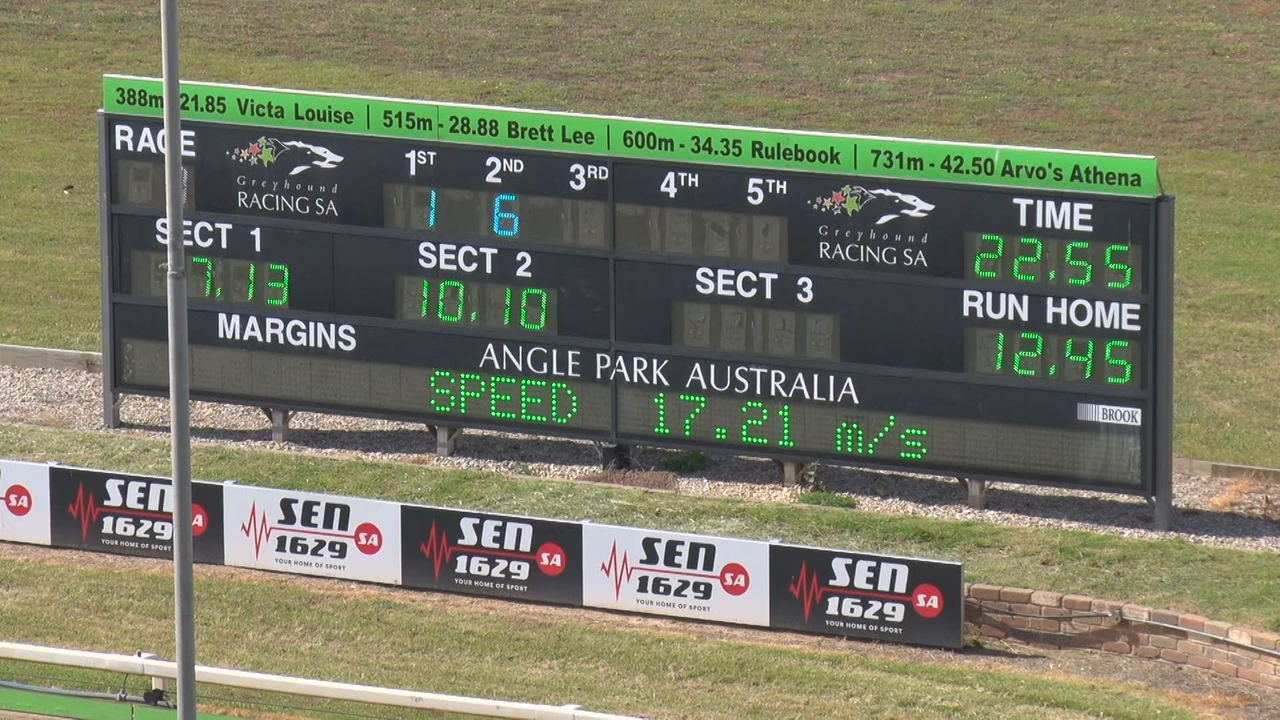 388m 21.85 Victa Louise | 515m - 28.88 Brett Lee | 600m - 34.35 Rulebook | 731m - 42.50 Arvo's Athena
RACE
Greyhound
RACING SA
1ST 2ND 3RD 4TH 5TH
1 6
Greyhound
RACING SA
TIME
22.55
SECT 1
7.13
SECT 2
10.10
SECT 3
RUN HOME
12.45
MARGINS
ANGLE PARK AUSTRALIA
BROOK
SPEED 17.21 m/s
SA
SEN
1629
YOUR HOME OF SPORT
SEN
1629 SA
YOUR HOME OF SPORT
SEN
1629 SA
YOUR HOME OF SPORT
SEN
1629 SA
YOUR HOME OF SPORT
SEN
1629 SA
YOUR HOME OF SPORT